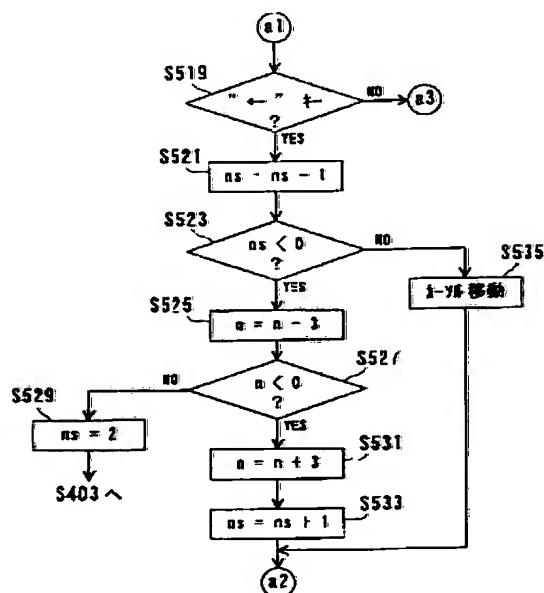 a1
S519
"←" キー
?
NO
a3
YES
S521
ns = ns - 1
S523
ns < 0
?
NO
S535
カーソル移動
YES
S525
n = n - 3
S527
n < 0
?
NO
S529
ns = 2
S403へ
YES
n = n + 3
S531
ns = ns + 1
S533
a2